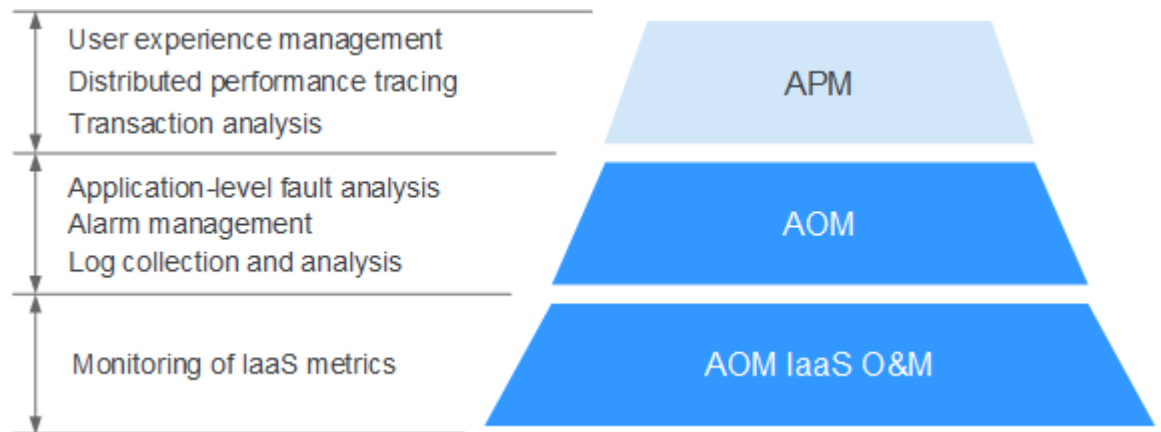 User experience management
Distributed performance tracing
Transaction analysis
APM
Application-level fault analysis
Alarm management
Log collection and analysis
AOM
Monitoring of IaaS metrics
AOM IaaS O&M